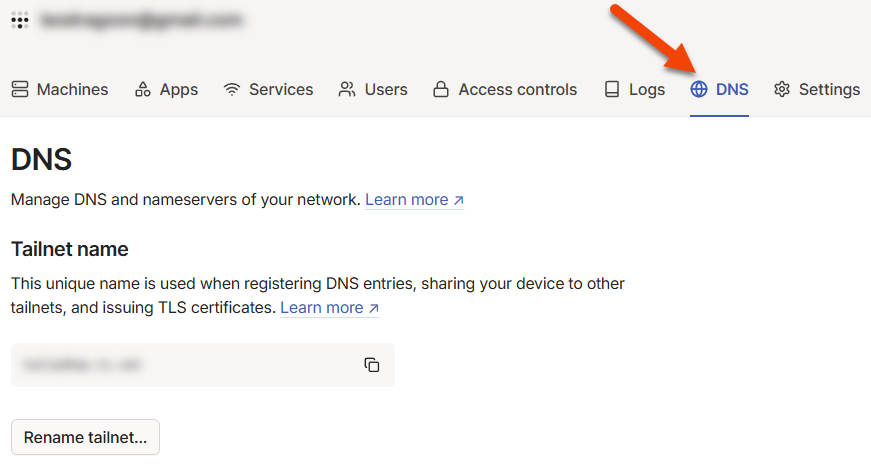 Machines Apps Services Users Access controls Logs DNS Settings
DNS
Manage DNS and nameservers of your network. Learn more ↗
Tailnet name
This unique name is used when registering DNS entries, sharing your device to other
tailnets, and issuing TLS certificates. Learn more ↗
Rename tailnet...